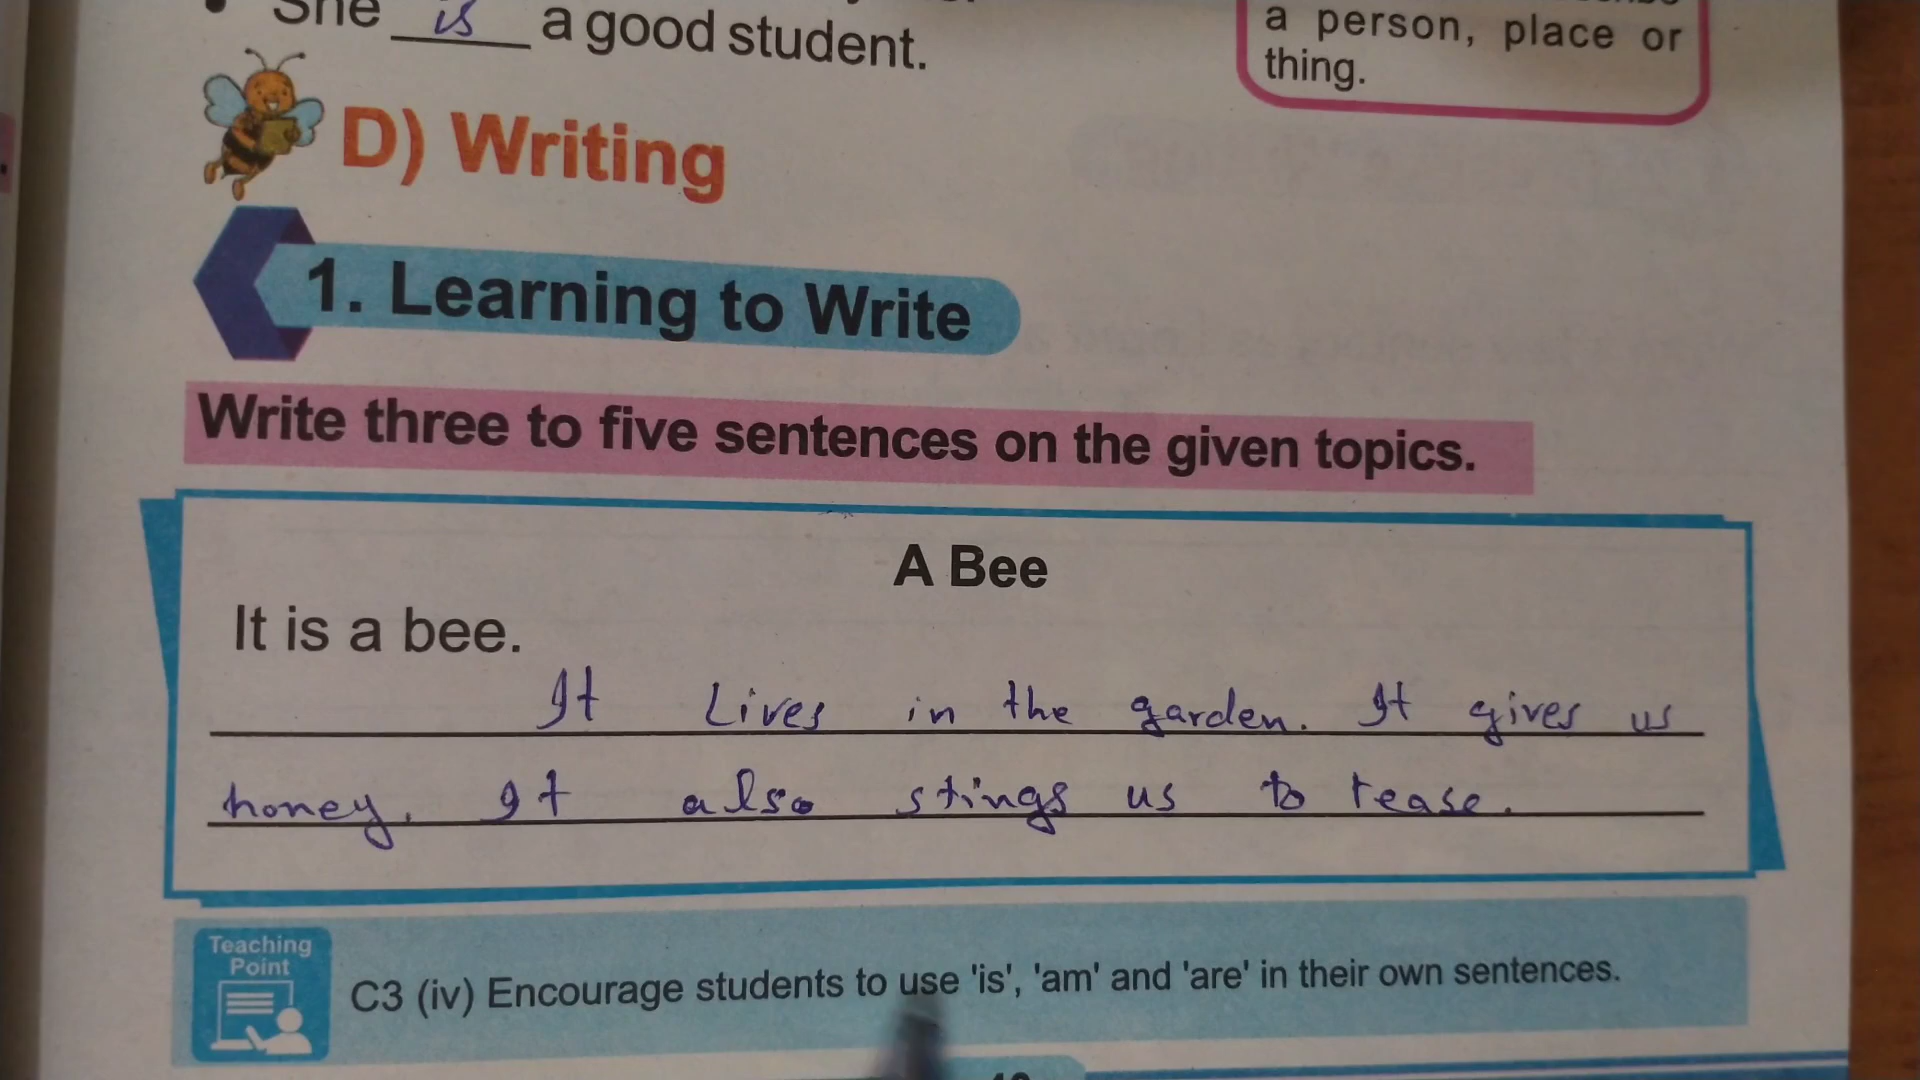 She is a good student.
a person, place or
thing.
D) Writing
1. Learning to Write
Write three to five sentences on the given topics.
A Bee
It is a bee.
It Lives in the garden. It gives us
honey. It also stings us to tease.
Teaching
Point
C3 (iv) Encourage students to use 'is', 'am' and 'are' in their own sentences.